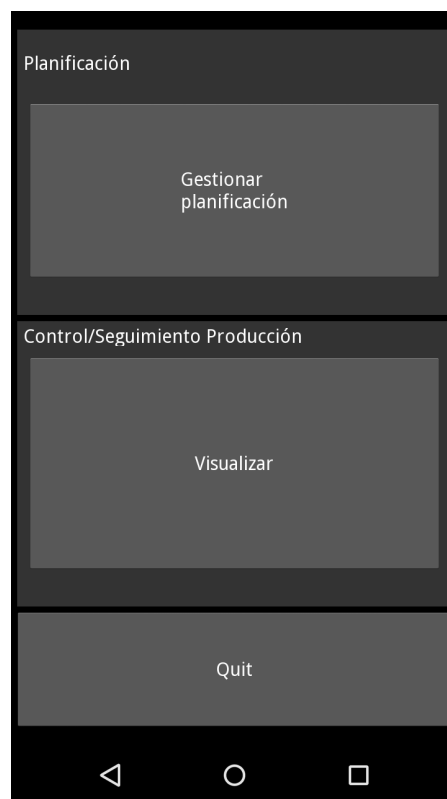 Planificación
Gestionar
planificación
Control/Seguimiento Producción
Visualizar
Quit